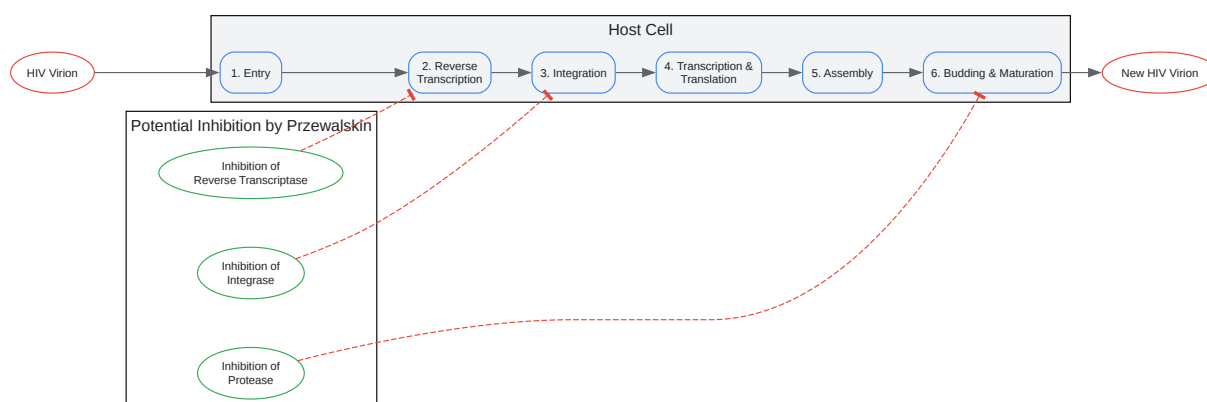 Host Cell
HIV Virion
1. Entry
2. Reverse
Transcription
3. Integration
4. Transcription &
Translation
5. Assembly
6. Budding & Maturation
New HIV Virion
Potential Inhibition by Przewalskin
Inhibition of
Reverse Transcriptase
Inhibition of
Integrase
Inhibition of
Protease